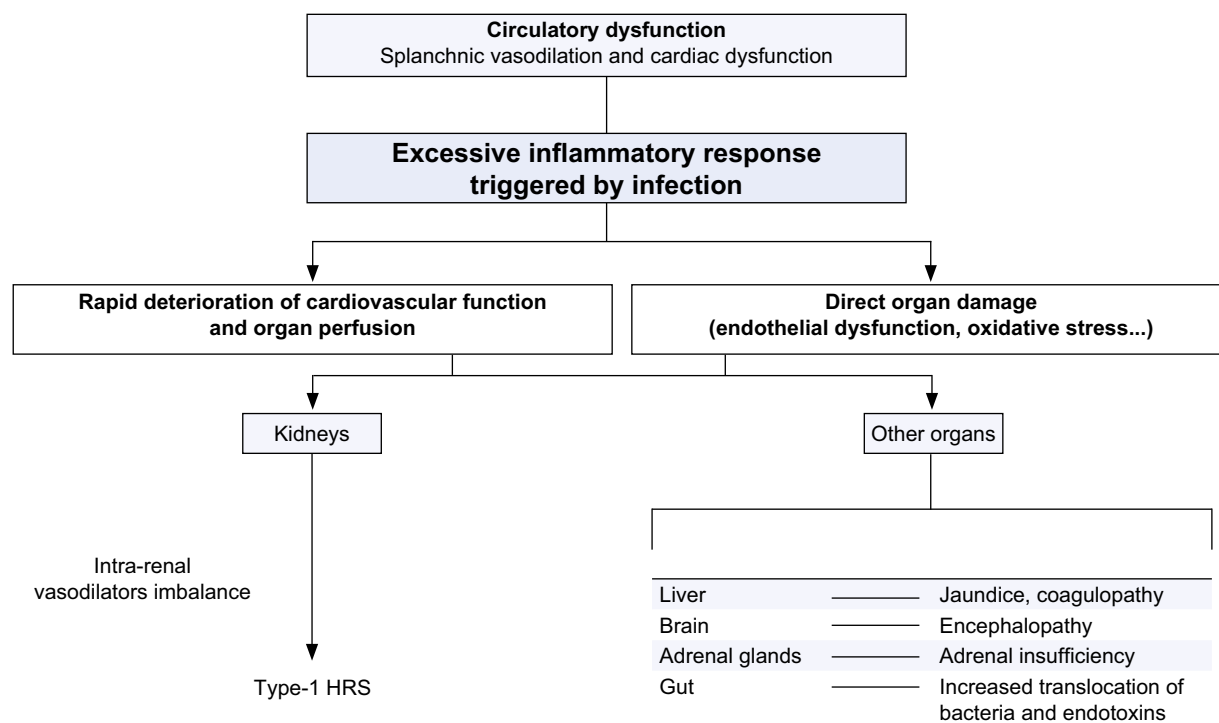 Circulatory dysfunction
Splanchnic vasodilation and cardiac dysfunction
Excessive inflammatory response
triggered by infection
Rapid deterioration of cardiovascular function
and organ perfusion
Direct organ damage
(endothelial dysfunction, oxidative stress...)
Kidneys
Other organs
Intra-renal
vasodilators imbalance
Type-1 HRS
Liver Jaundice, coagulopathy
Brain Encephalopathy
Adrenal glands Adrenal insufficiency
Gut Increased translocation of
bacteria and endotoxins